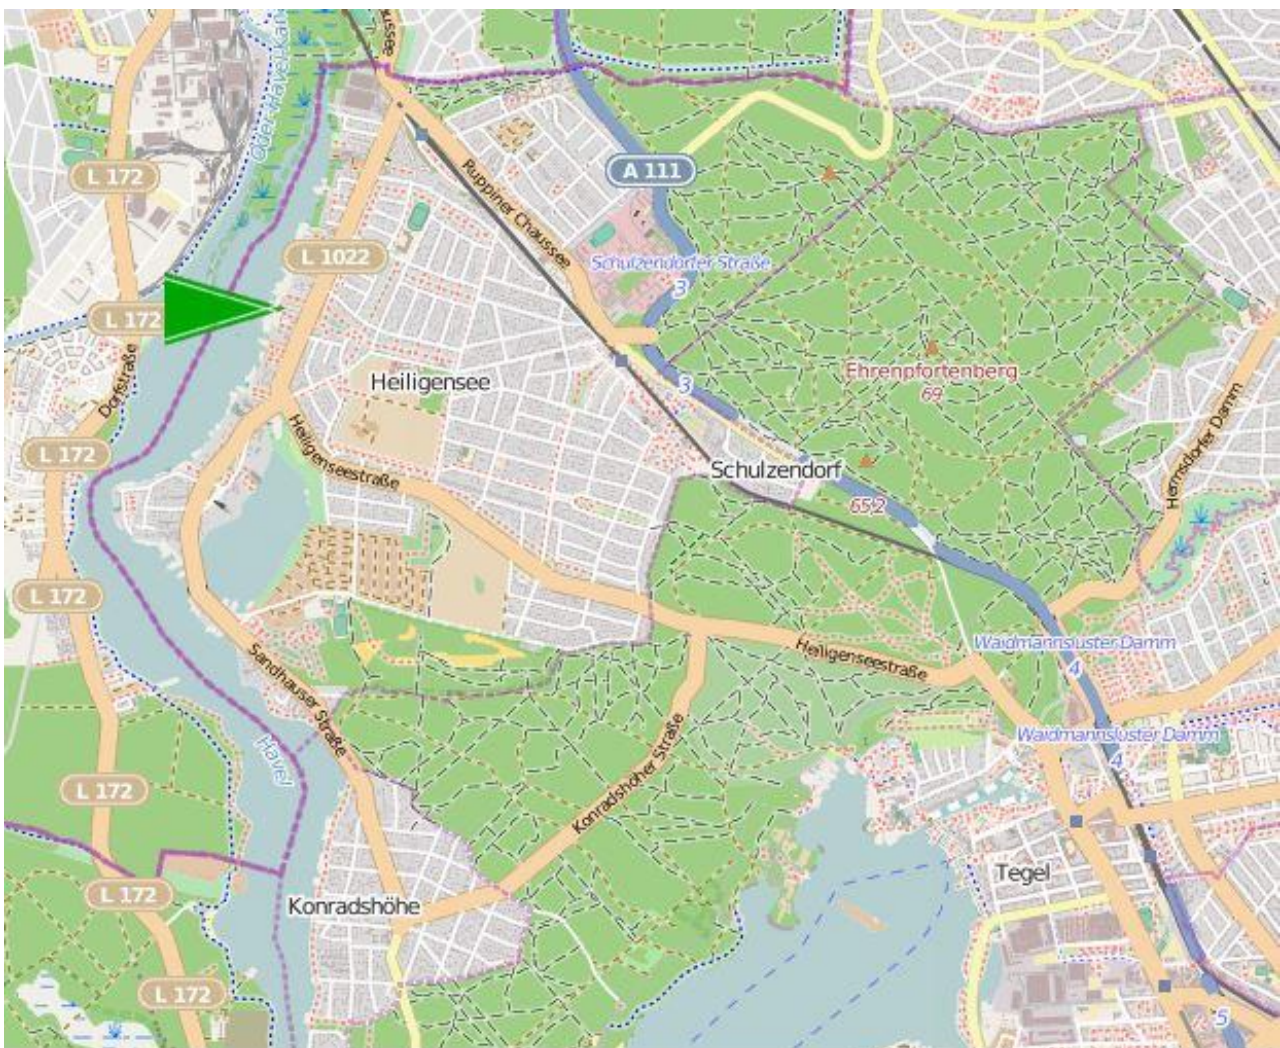 Oder-Havel-Kanal
L 172
A 111
Ruppiner Chaussee
L 1022
Schulzendorfer Straße
3
L 172
Dorfstraße
Heiligensee
3
Ehrenpfortenberg
69
Hermsdorfer Damm
L 172
Heiligenseestraße
Schulzendorf
652
L 172
Sandhauser Straße
Heiligenseestraße
Waidmannsluster Damm
4
Havel
Konradshöher Straße
Waidmannsluster Damm
4
L 172
Tegel
L 172
Konradshöhe
L 172
5